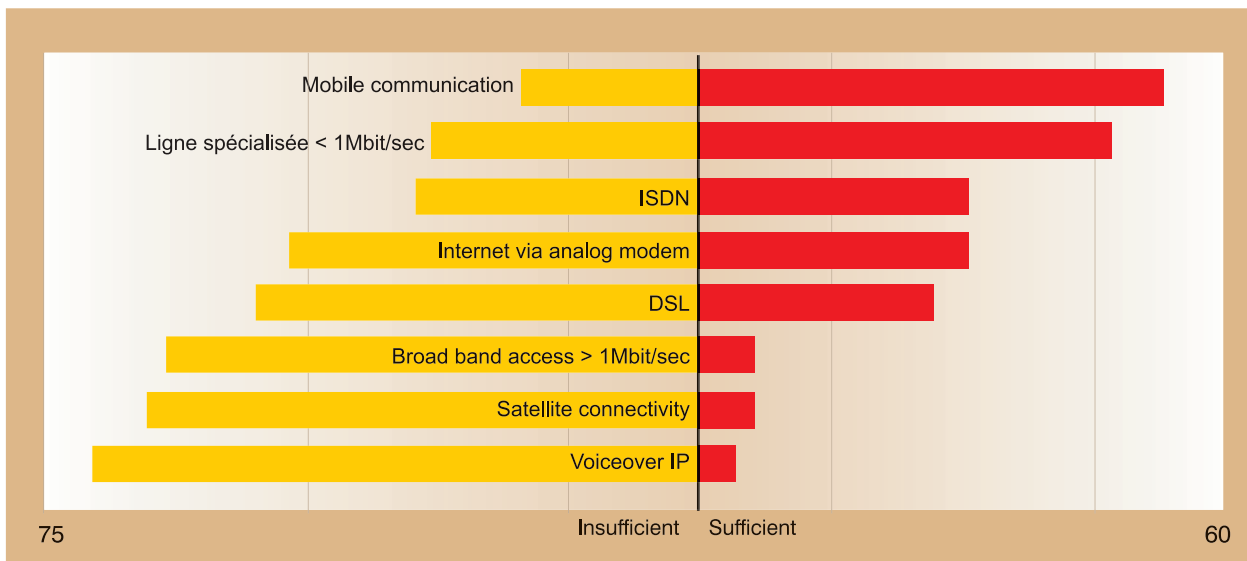 Mobile communication
Ligne spécialisée < 1Mbit/sec
ISDN
Internet via analog modem
DSL
Broad band access > 1Mbit/sec
Satellite connectivity
Voiceover IP
75 Insufficient Sufficient 60